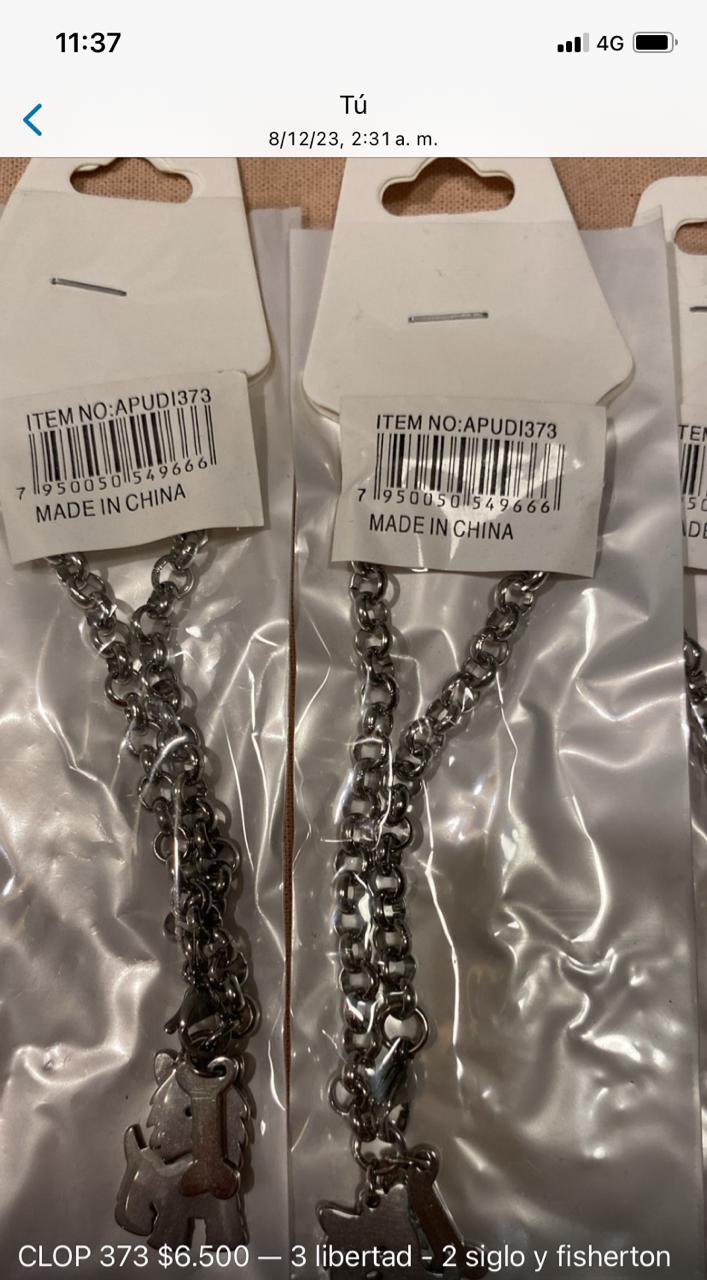 11:37
4G
Tú
8/12/23, 2:31 a. m.
ITEM NO:APUDI373
7 950050 549666
MADE IN CHINA
ITEM NO:APUDI373
7 950050 549666
MADE IN CHINA
CLOP 373 $6.500 — 3 libertad - 2 siglo y fisherton